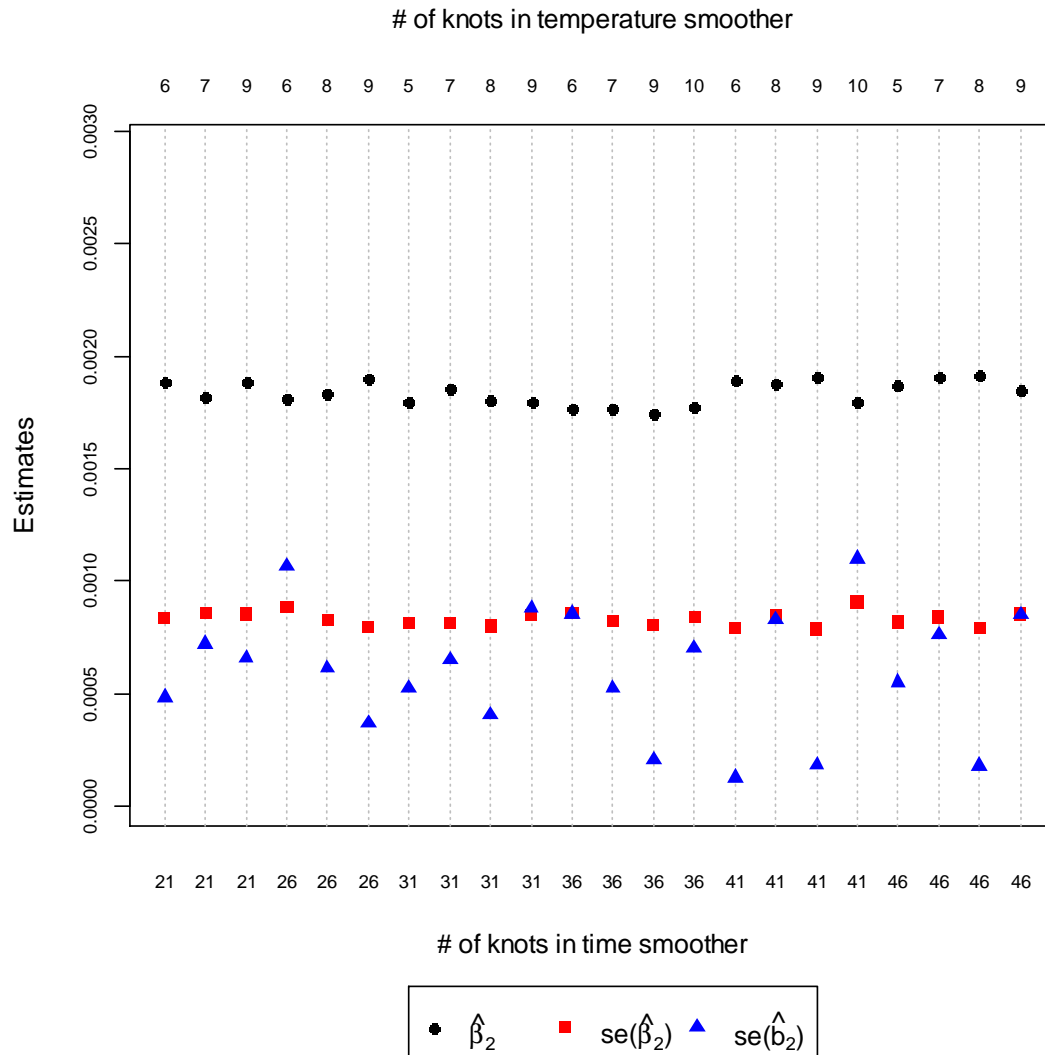 # of knots in temperature smoother
6 7 9 6 8 9 5 7 8 9 6 7 9 10 6 8 9 10 5 7 8 9
0.0030
0.0025
0.0020
0.0015
0.0010
0.0005
0.0000
Estimates
21 21 21 26 26 26 31 31 31 31 36 36 36 36 41 41 41 41 46 46 46 46
# of knots in time smoother
β̂₂ se(β̂₂) se(b̂₂)